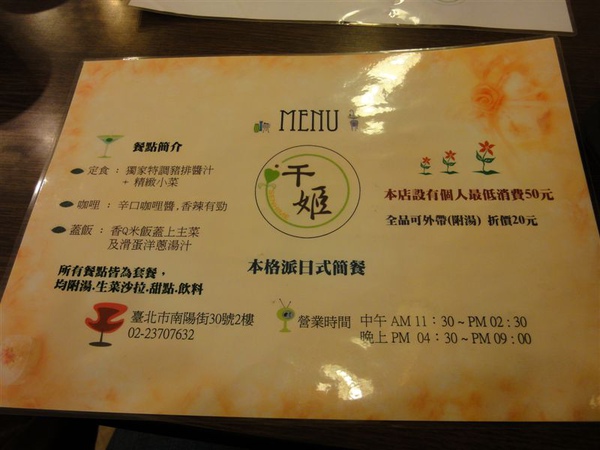 MENU
餐點簡介
定食：獨家特調豬排醬汁
+ 精緻小菜
咖哩：辛口咖哩醬,香辣有勁
蓋飯：香Q米飯蓋上主菜
及滑蛋洋蔥湯汁
所有餐點皆為套餐，
均附湯.生菜沙拉.甜點.飲料
千姬
本格派日式簡餐
本店設有個人最低消費50元
全品可外帶(附湯) 折價20元
臺北市南陽街30號2樓
02-23707632
營業時間 中午 AM 11：30 ~ PM 02：30
晚上 PM 04：30 ~ PM 09：00